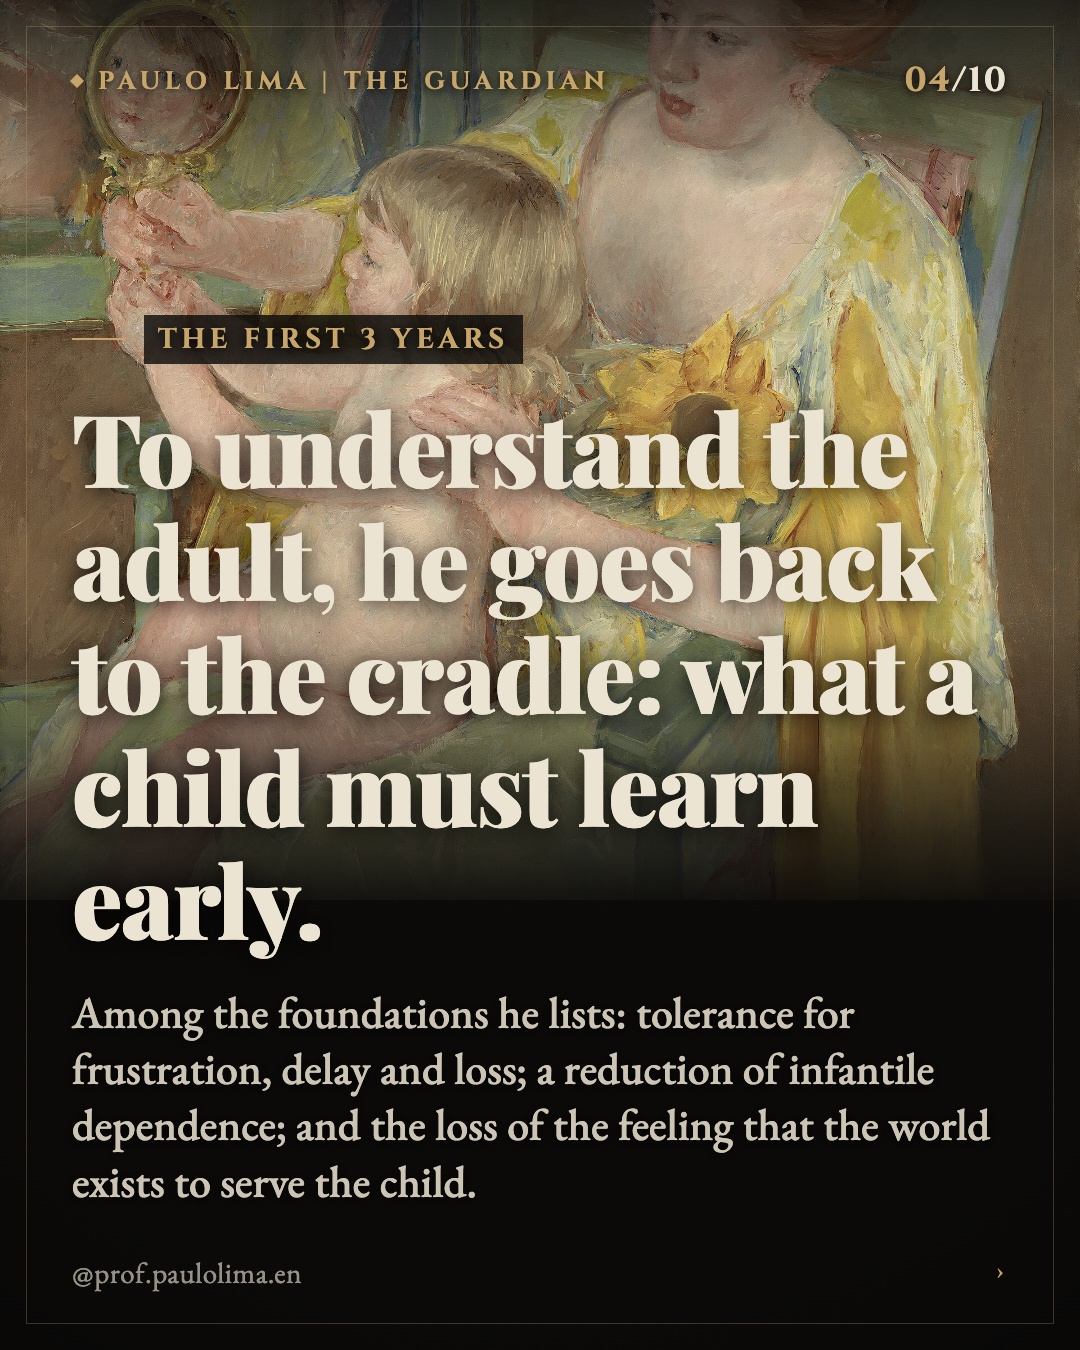 ◆ PAULO LIMA | THE GUARDIAN
04/10
THE FIRST 3 YEARS
To understand the
adult, he goes back
to the cradle: what a
child must learn
early.
Among the foundations he lists: tolerance for
frustration, delay and loss; a reduction of infantile
dependence; and the loss of the feeling that the world
exists to serve the child.
@prof.paulolima.en
›